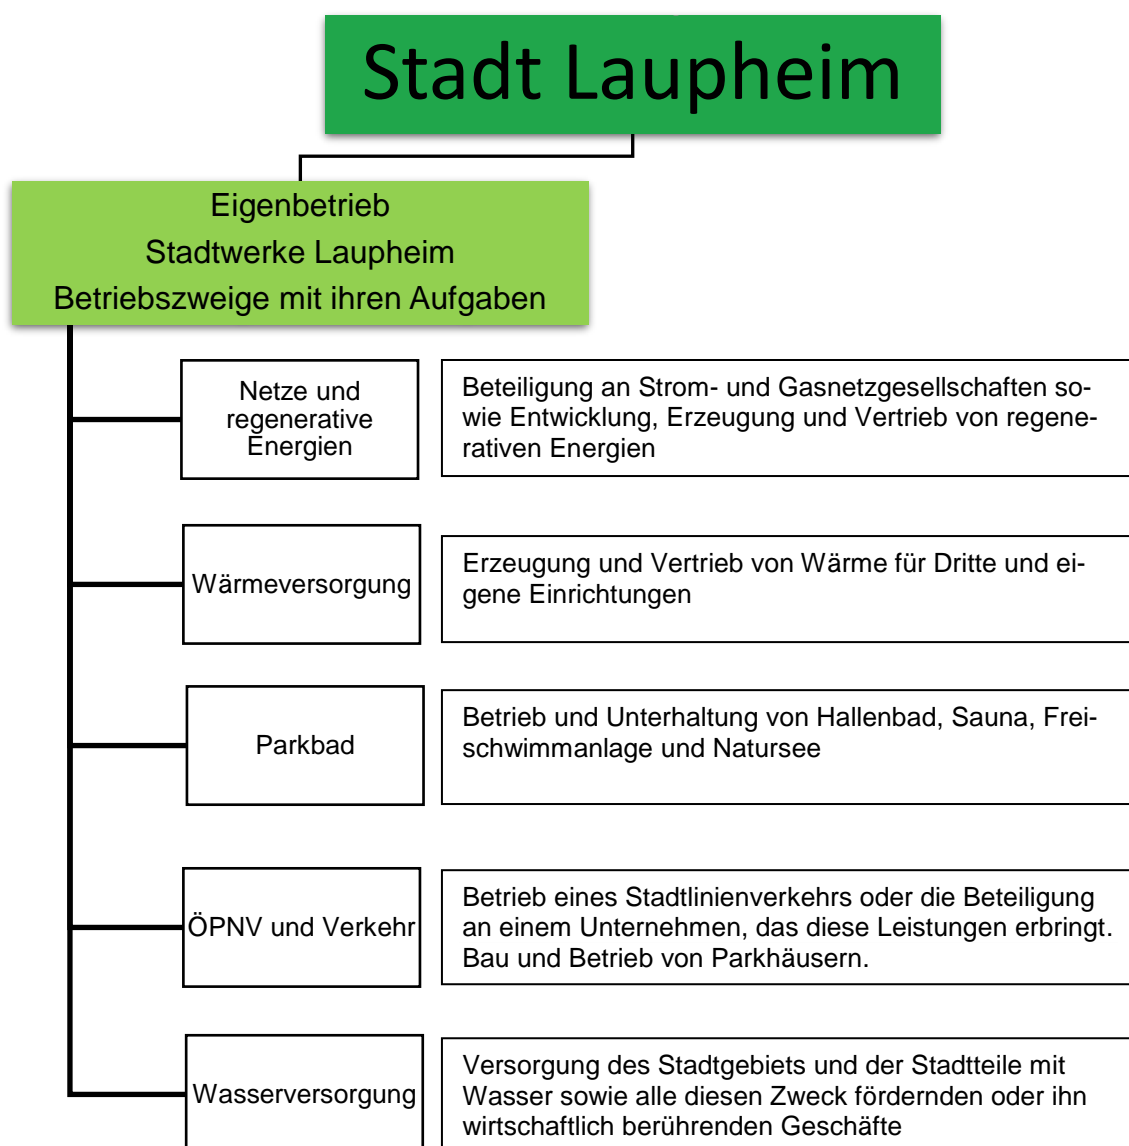 Stadt Laupheim
Eigenbetrieb
Stadtwerke Laupheim
Betriebszweige mit ihren Aufgaben
Netze und
regenerative
Energien
Beteiligung an Strom- und Gasnetzgesellschaften so-
wie Entwicklung, Erzeugung und Vertrieb von regene-
rativen Energien
Wärmeversorgung
Erzeugung und Vertrieb von Wärme für Dritte und ei-
gene Einrichtungen
Parkbad
Betrieb und Unterhaltung von Hallenbad, Sauna, Frei-
schwimmanlage und Natursee
ÖPNV und Verkehr
Betrieb eines Stadtlinienverkehrs oder die Beteiligung
an einem Unternehmen, das diese Leistungen erbringt.
Bau und Betrieb von Parkhäusern.
Wasserversorgung
Versorgung des Stadtgebiets und der Stadtteile mit
Wasser sowie alle diesen Zweck fördernden oder ihn
wirtschaftlich berührenden Geschäfte